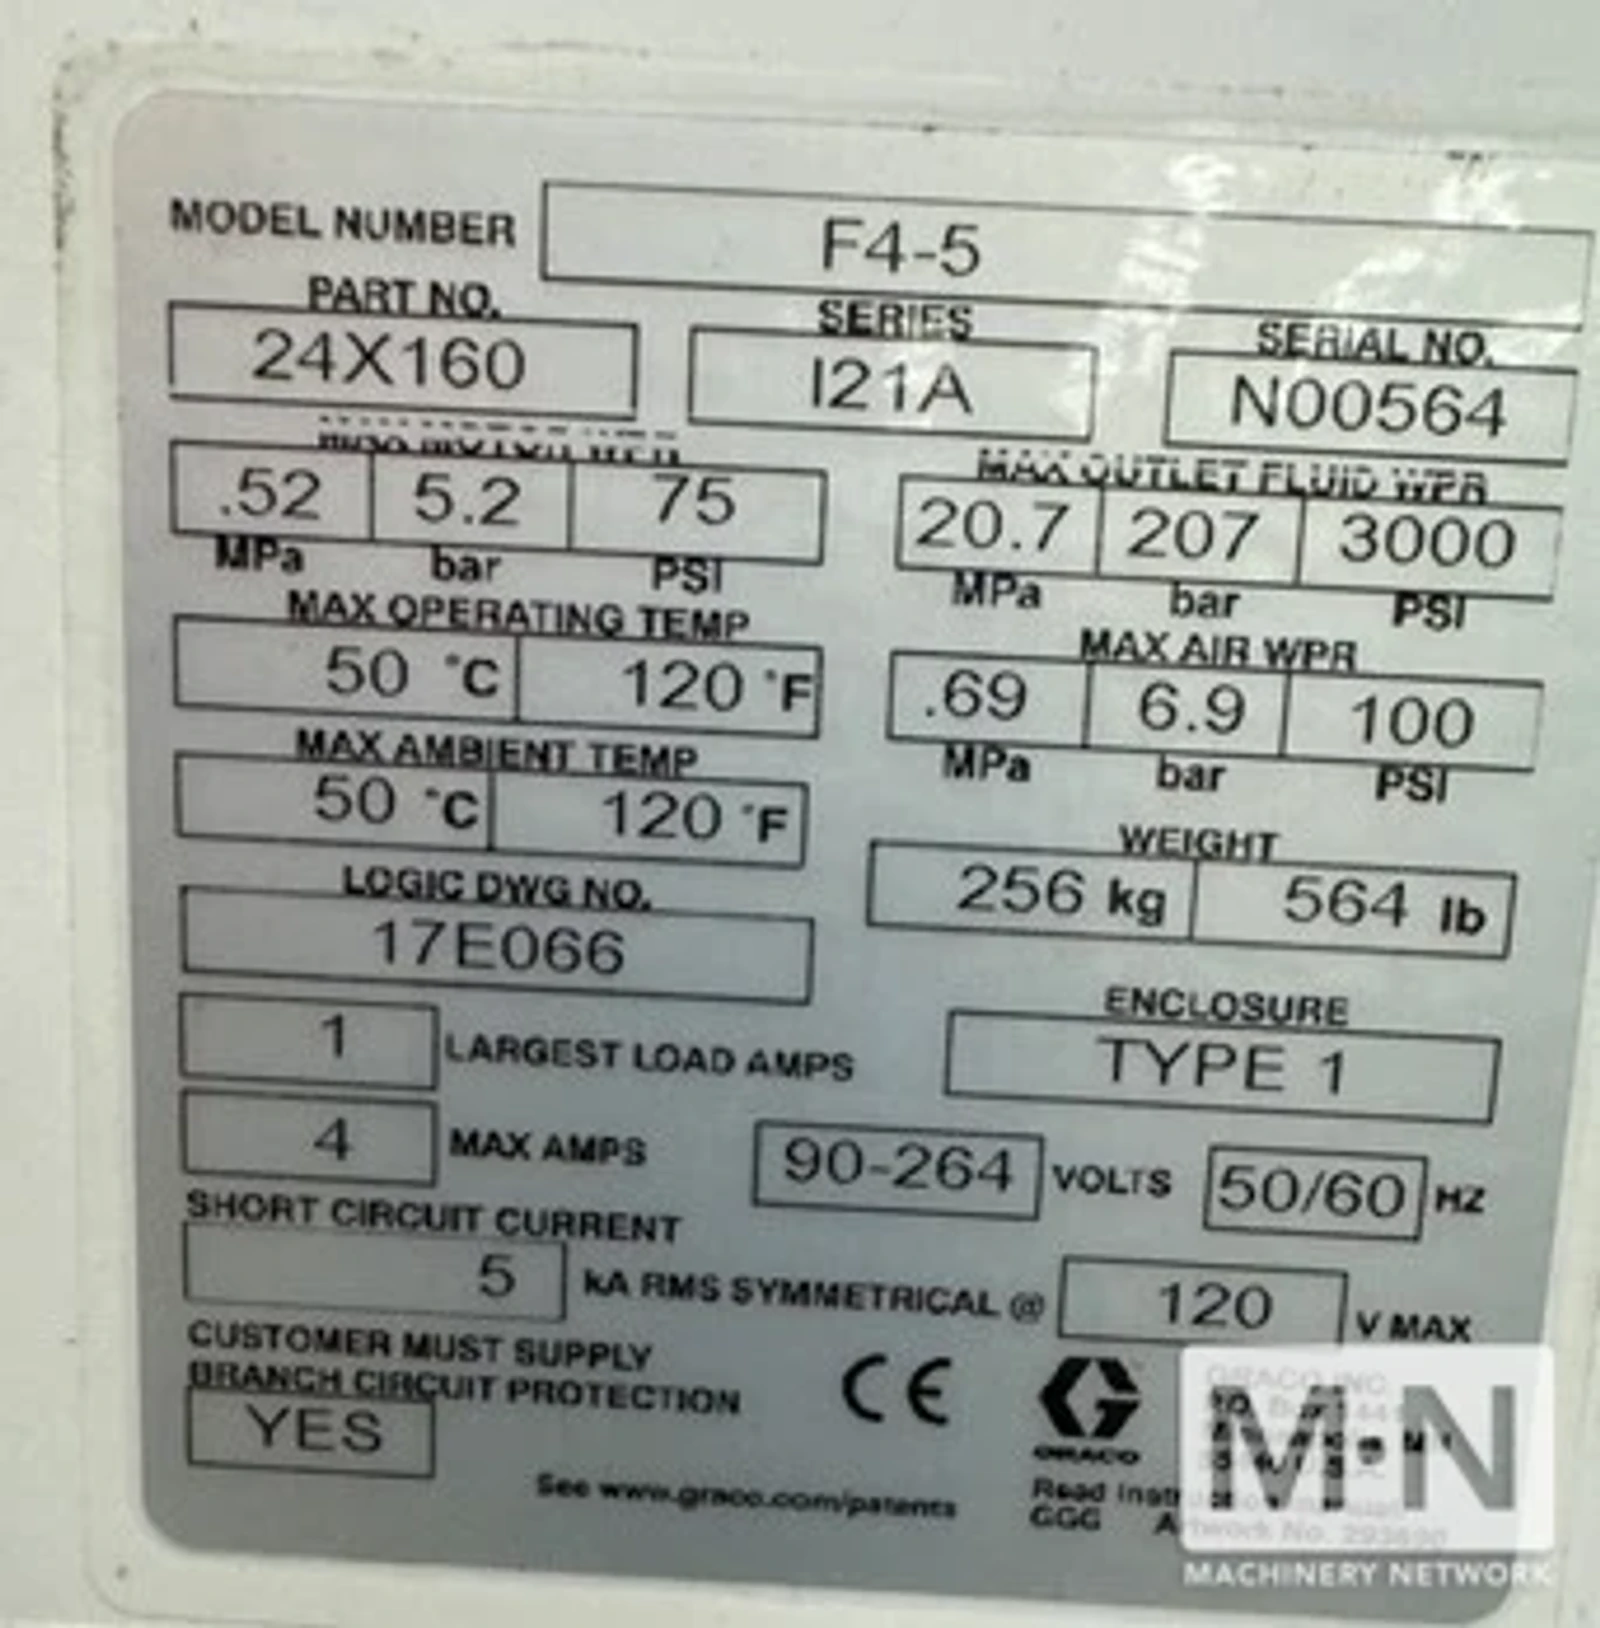 MODEL NUMBER F4-5
PART NO. SERIES SERIAL NO.
24X160 I21A N00564
MAX OUTLET FLUID WPR
.52 5.2 75 20.7 207 3000
MPa bar PSI MPa bar PSI
MAX OPERATING TEMP MAX AIR WPR
50 °C 120 °F .69 6.9 100
MPa bar PSI
MAX AMBIENT TEMP
50 °C 120 °F
WEIGHT
256 kg 564 lb
LOGIC DWG NO.
17E066
ENCLOSURE
TYPE 1
1 LARGEST LOAD AMPS
4 MAX AMPS 90-264 VOLTS 50/60 HZ
SHORT CIRCUIT CURRENT
5 kA RMS SYMMETRICAL @ 120 V MAX
CUSTOMER MUST SUPPLY
BRANCH CIRCUIT PROTECTION
YES
CE
GRACO
GRACO INC.
See www.graco.com/patents
Read
GGG
M·N
MACHINERY NETWORK